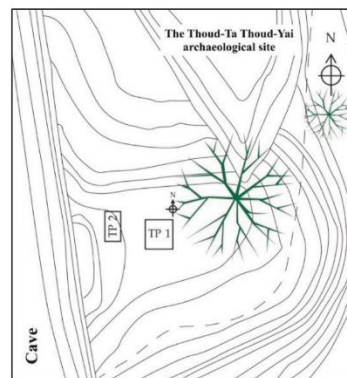 The Thoud-Ta Thoud-Yai
archaeological site
N
N
TP 2
TP 1
Cave